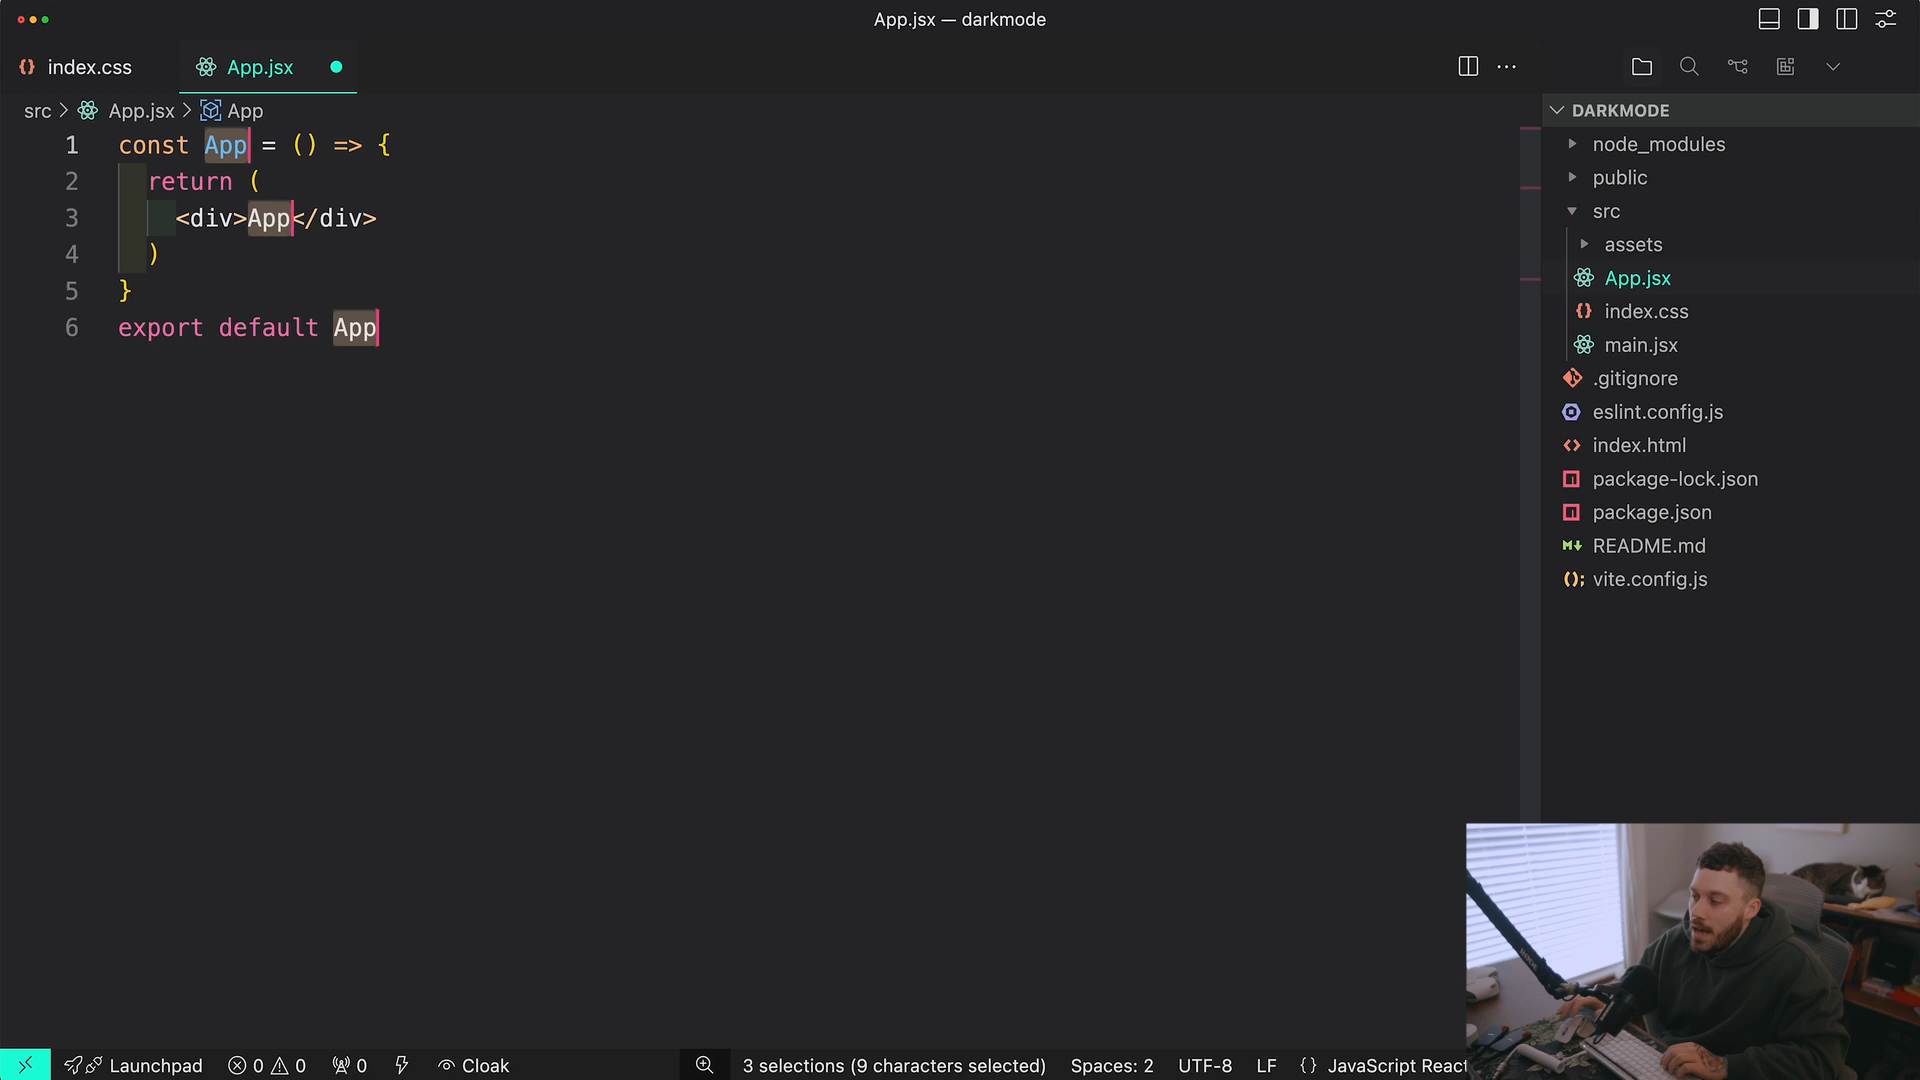 App.jsx — darkmode
index.css
App.jsx
src > App.jsx > App
1 const App = () => {
2 return (
3 <div>App</div>
4 )
5 }
6 export default App
DARKMODE
node_modules
public
src
assets
App.jsx
index.css
main.jsx
.gitignore
eslint.config.js
index.html
package-lock.json
package.json
README.md
vite.config.js
Launchpad 0 0 0 Cloak 3 selections (9 characters selected) Spaces: 2 UTF-8 LF {} JavaScript React